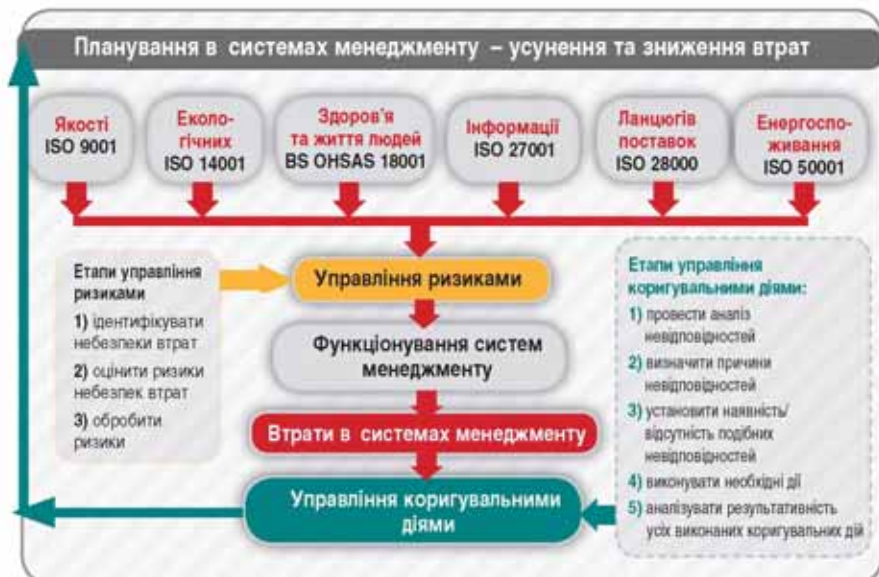 Планування в системах менеджменту – усунення та зниження втрат
Якості
ISO 9001
Еколо-
гічних
ISO 14001
Здоров'я
та життя людей
BS OHSAS 18001
Інформації
ISO 27001
Ланцюгів
поставок
ISO 28000
Енергоспо-
живання
ISO 50001
Етапи управління
ризиками
1) ідентифікувати
небезпеки втрат
2) оцінити ризики
небезпек втрат
3) обробити
ризики
Управління ризиками
Функціонування систем
менеджменту
Втрати в системах менеджменту
Управління коригувальними
діями
Етапи управління
коригувальними діями:
1) провести аналіз
невідповідностей
2) визначити причини
невідповідностей
3) установити наявність/
відсутність подібних
невідповідностей
4) виконувати необхідні дії
5) аналізувати результативність
усіх виконаних коригувальних дій